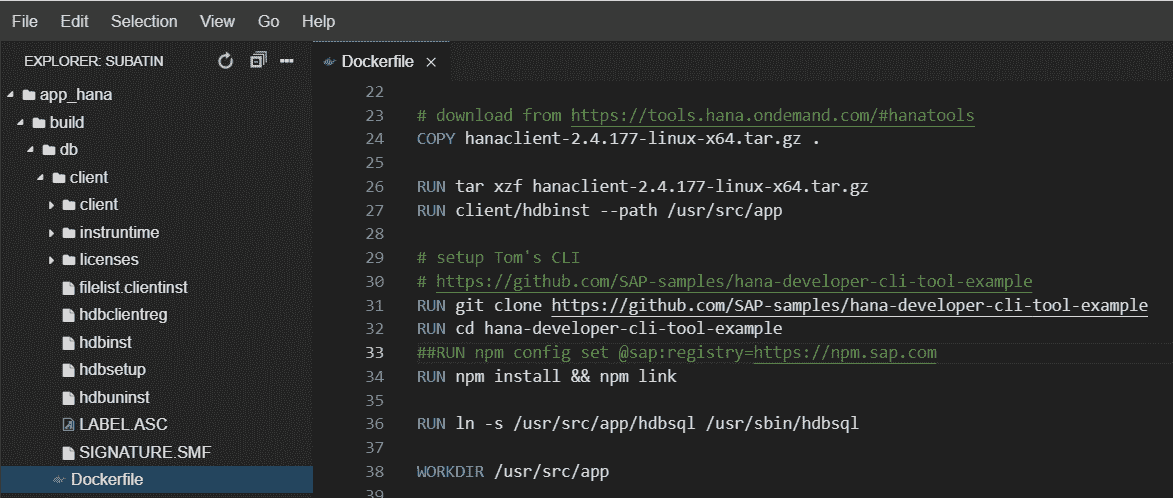 File Edit Selection View Go Help
EXPLORER: SUBATIN
app_hana
build
db
client
client
instruntime
licenses
filelist.clientinst
hdbclientreg
hdbinst
hdbsetup
hdbuninst
LABEL.ASC
SIGNATURE.SMF
Dockerfile
Dockerfile ×
22
23 # download from https://tools.hana.ondemand.com/#hanatools
24 COPY hanaclient-2.4.177-linux-x64.tar.gz .
25
26 RUN tar xzf hanaclient-2.4.177-linux-x64.tar.gz
27 RUN client/hdbinst --path /usr/src/app
28
29 # setup Tom's CLI
30 # https://github.com/SAP-samples/hana-developer-cli-tool-example
31 RUN git clone https://github.com/SAP-samples/hana-developer-cli-tool-example
32 RUN cd hana-developer-cli-tool-example
33 ##RUN npm config set @sap:registry=https://npm.sap.com
34 RUN npm install && npm link
35
36 RUN ln -s /usr/src/app/hdbsql /usr/sbin/hdbsql
37
38 WORKDIR /usr/src/app
39